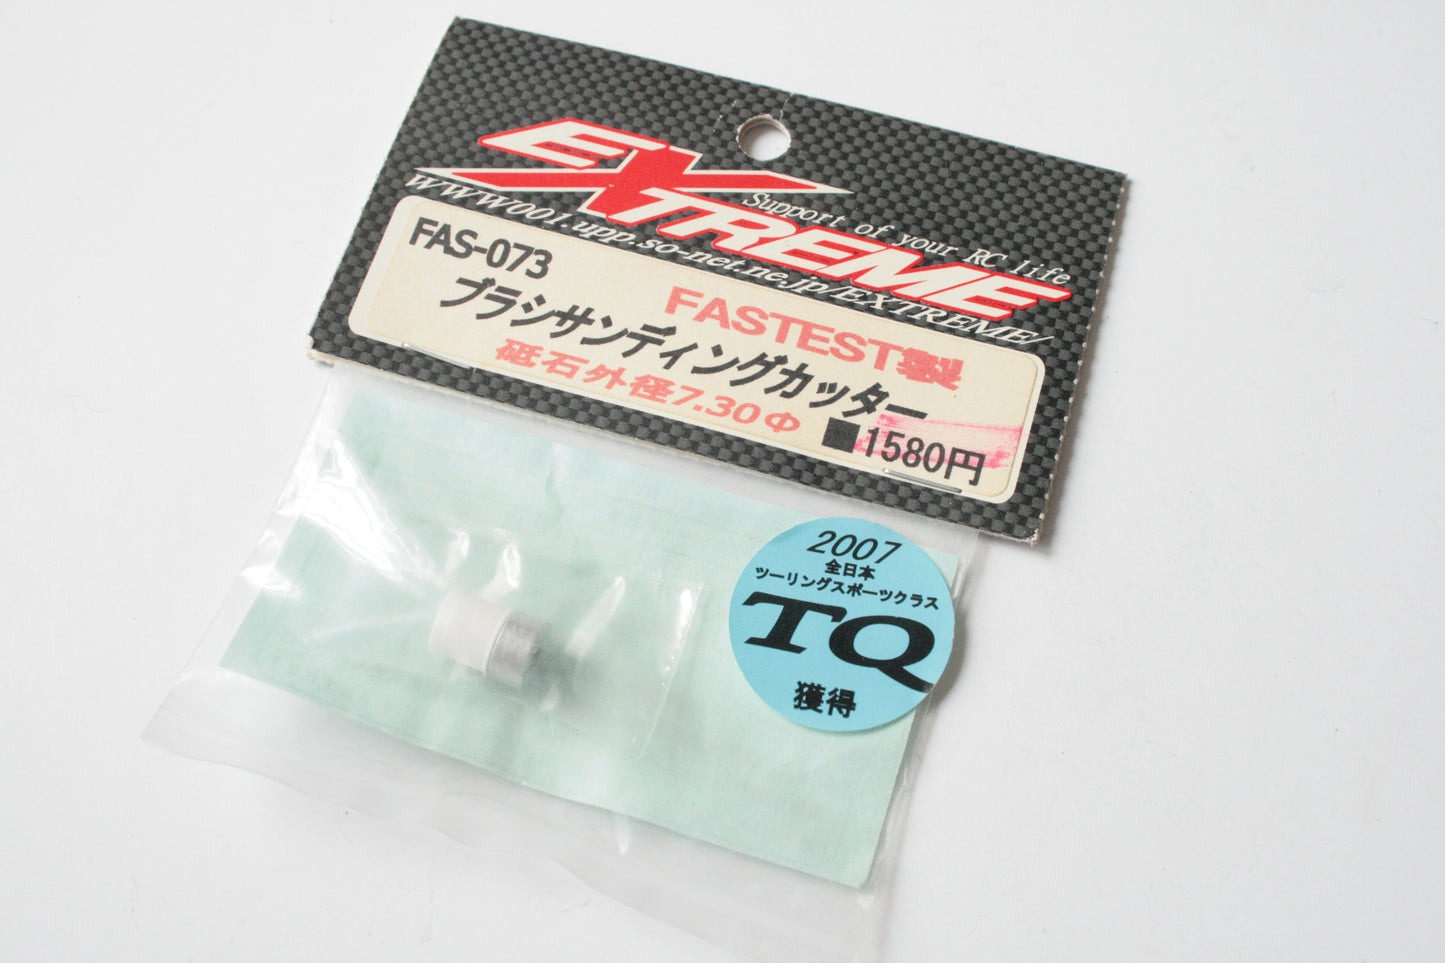 EXTREME
Support of your RC life
WWW001.upp.so-net.ne.jp/EXTREME/
FAS-073
FASTEST製
ブラシサンディングカッター
砥石外径7.30Φ
■1580円
2007
全日本
ツーリングスポーツクラス
TQ
獲得